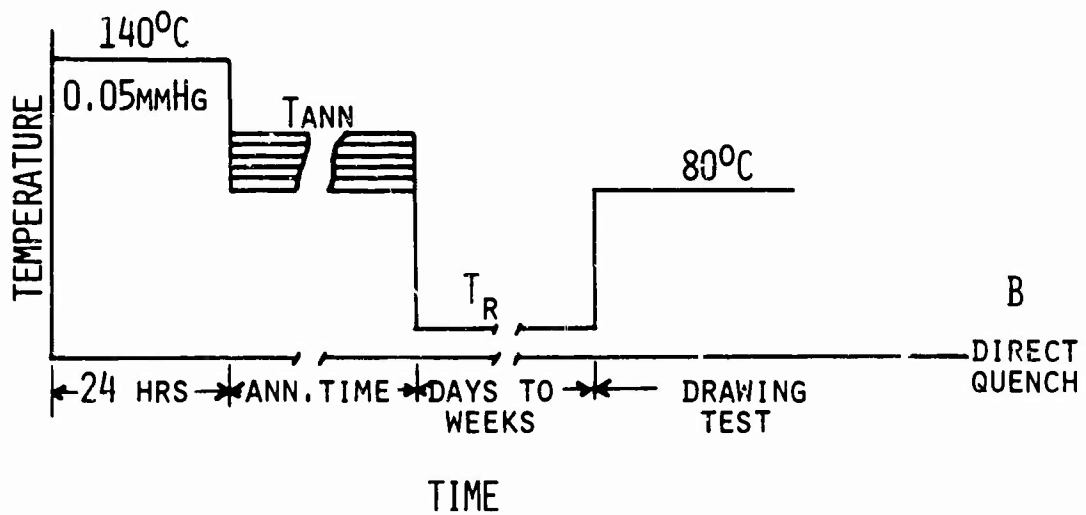 140°C
0.05MMHG
TANN
80°C
TR
B
TEMPERATURE
DIRECT
QUENCH
24 HRS ANN.TIME DAYS TO WEEKS DRAWING TEST
TIME